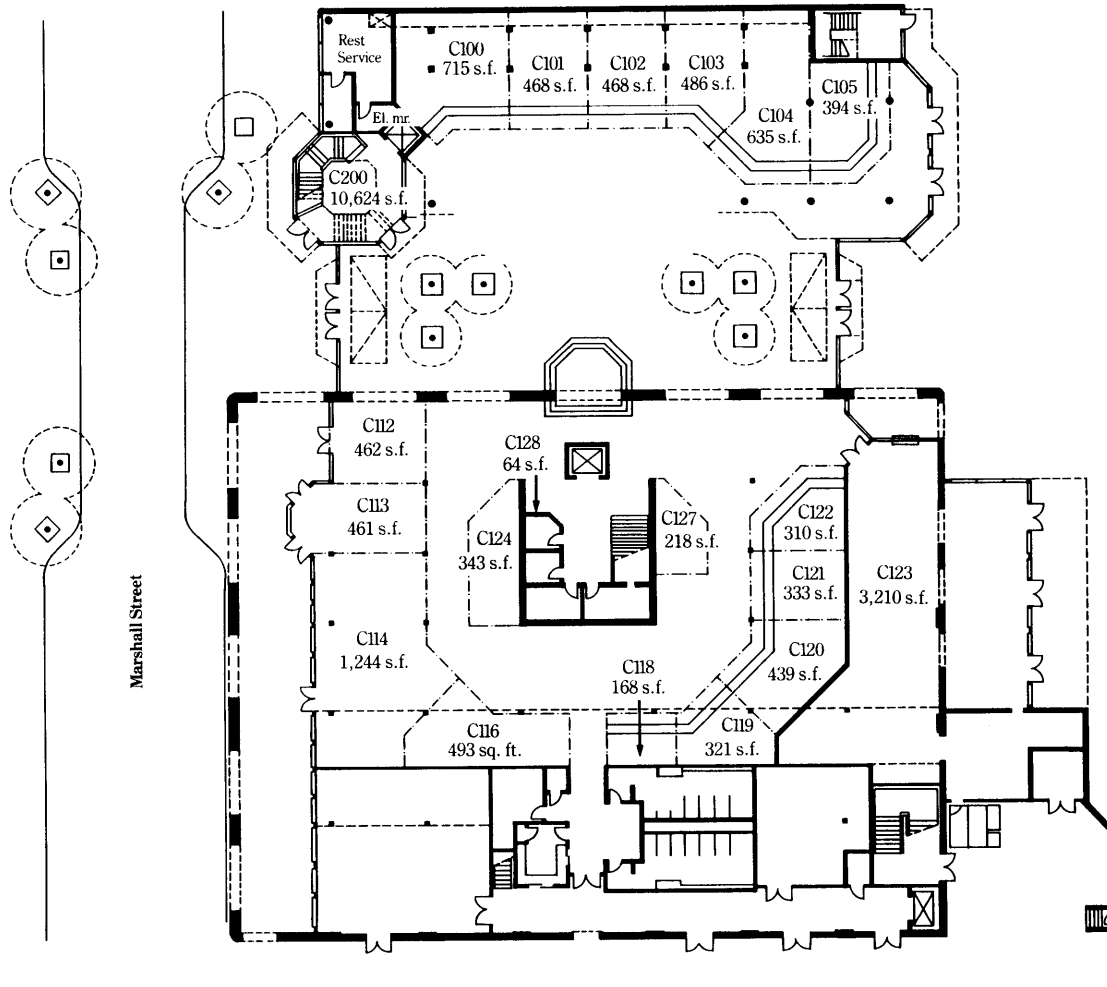 Rest
Service
C100
715 s.f.
C101
468 s.f.
C102
468 s.f.
C103
486 s.f.
C104
635 s.f.
C105
394 s.f.
El. mr.
C200
10,624 s.f.
C112
462 s.f.
C128
64 s.f.
C113
461 s.f.
C124
343 s.f.
C127
218 s.f.
C122
310 s.f.
C121
333 s.f.
C123
3,210 s.f.
Marshall Street
C114
1,244 s.f.
C120
439 s.f.
C118
168 s.f.
C116
493 sq. ft.
C119
321 s.f.